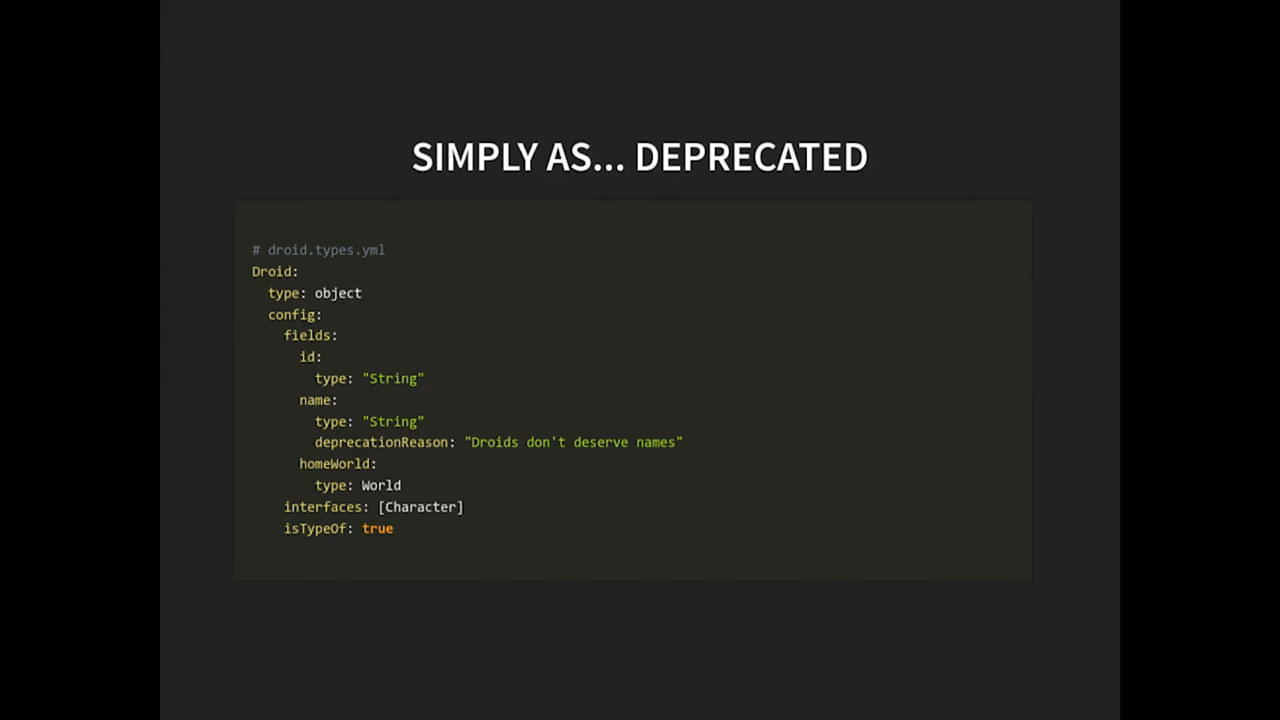 SIMPLY AS... DEPRECATED
# droid.types.yml
Droid:
  type: object
  config:
    fields:
      id:
        type: "String"
      name:
        type: "String"
        deprecationReason: "Droids don't deserve names"
      homeWorld:
        type: World
    interfaces: [Character]
    isTypeOf: true